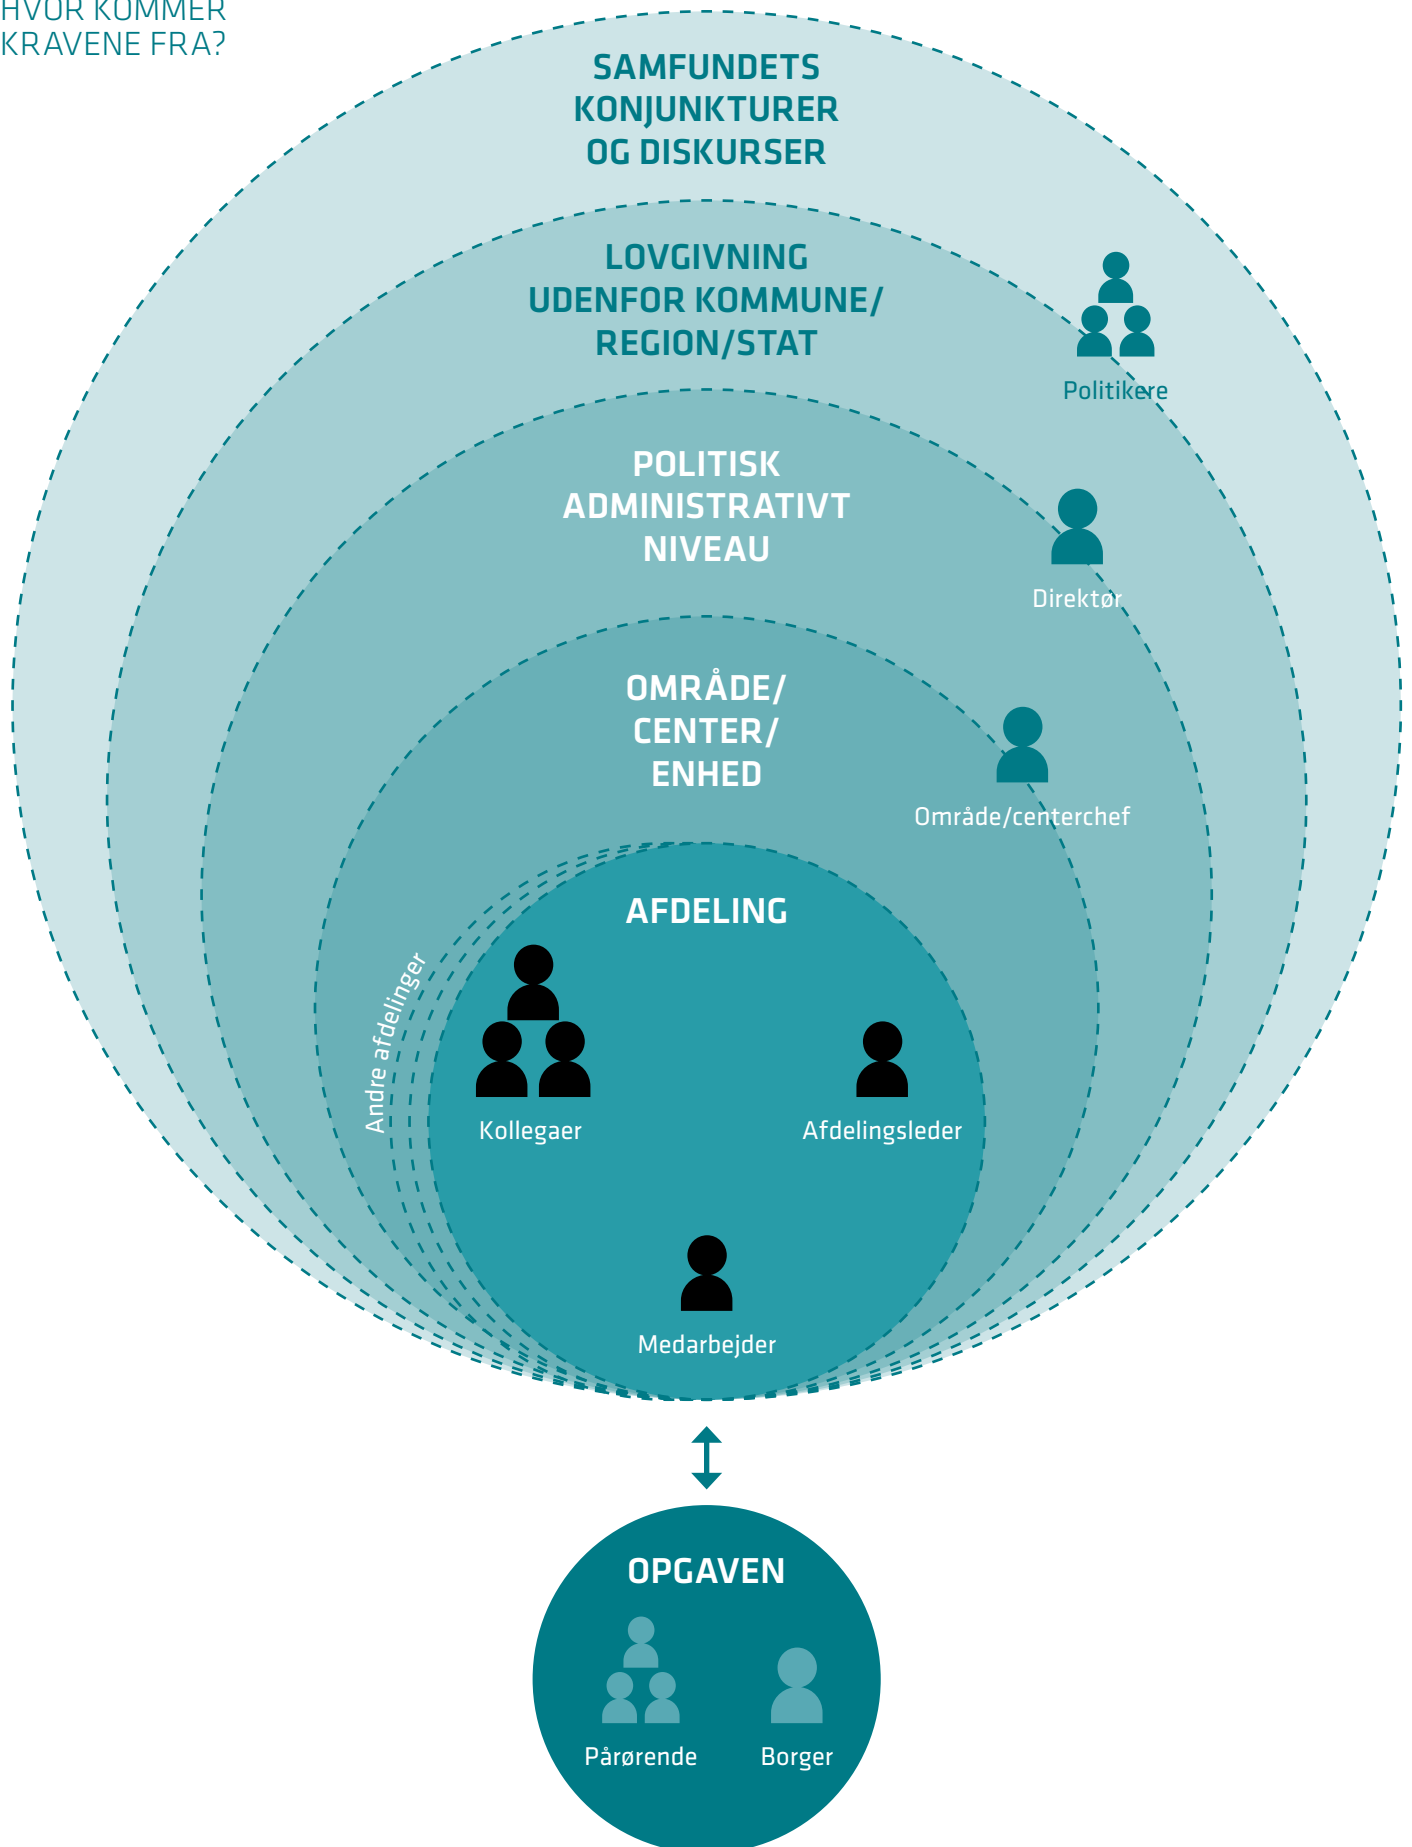 HVOR KOMMER
KRAVENE FRA?
SAMFUNDETS
KONJUNKTURER
OG DISKURSER
LOVGIVNING
UDENFOR KOMMUNE/
REGION/STAT
Politikere
POLITISK
ADMINISTRATIVT
NIVEAU
Direktør
OMRÅDE/
CENTER/
ENHED
Område/centerchef
AFDELING
Andre afdelinger
Kollegaer
Afdelingsleder
Medarbejder
OPGAVEN
Pårørende
Borger